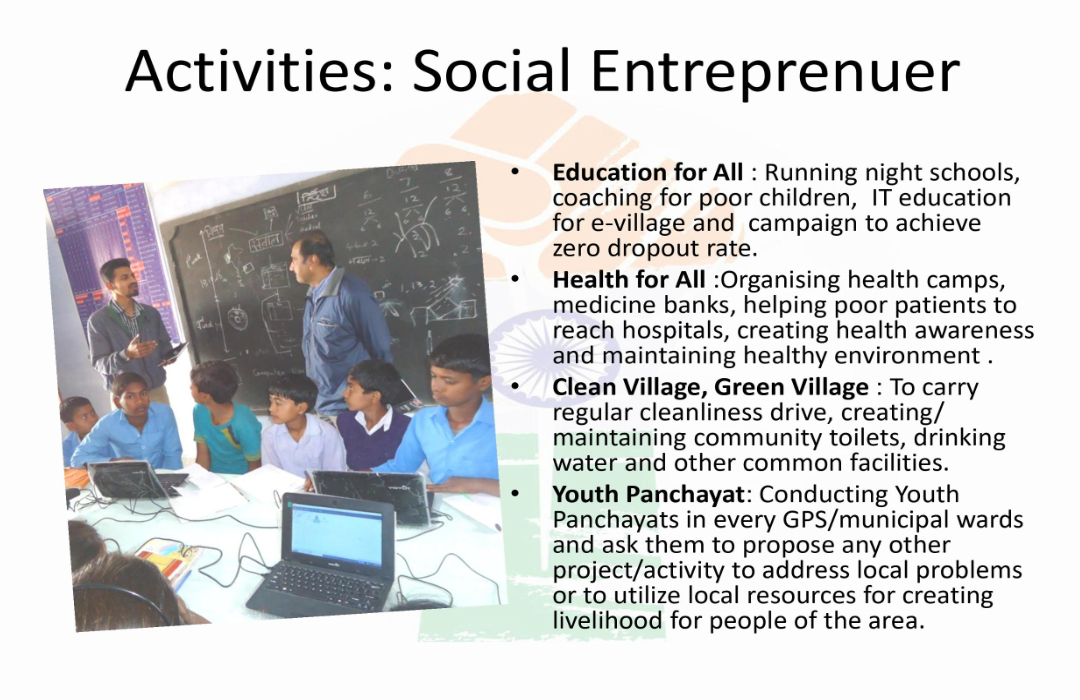 Activities: Social Entreprenuer
• Education for All : Running night schools,
coaching for poor children, IT education
for e-village and campaign to achieve
zero dropout rate.
• Health for All :Organising health camps,
medicine banks, helping poor patients to
reach hospitals, creating health awareness
and maintaining healthy environment .
• Clean Village, Green Village : To carry
regular cleanliness drive, creating/
maintaining community toilets, drinking
water and other common facilities.
• Youth Panchayat: Conducting Youth
Panchayats in every GPS/municipal wards
and ask them to propose any other
project/activity to address local problems
or to utilize local resources for creating
livelihood for people of the area.